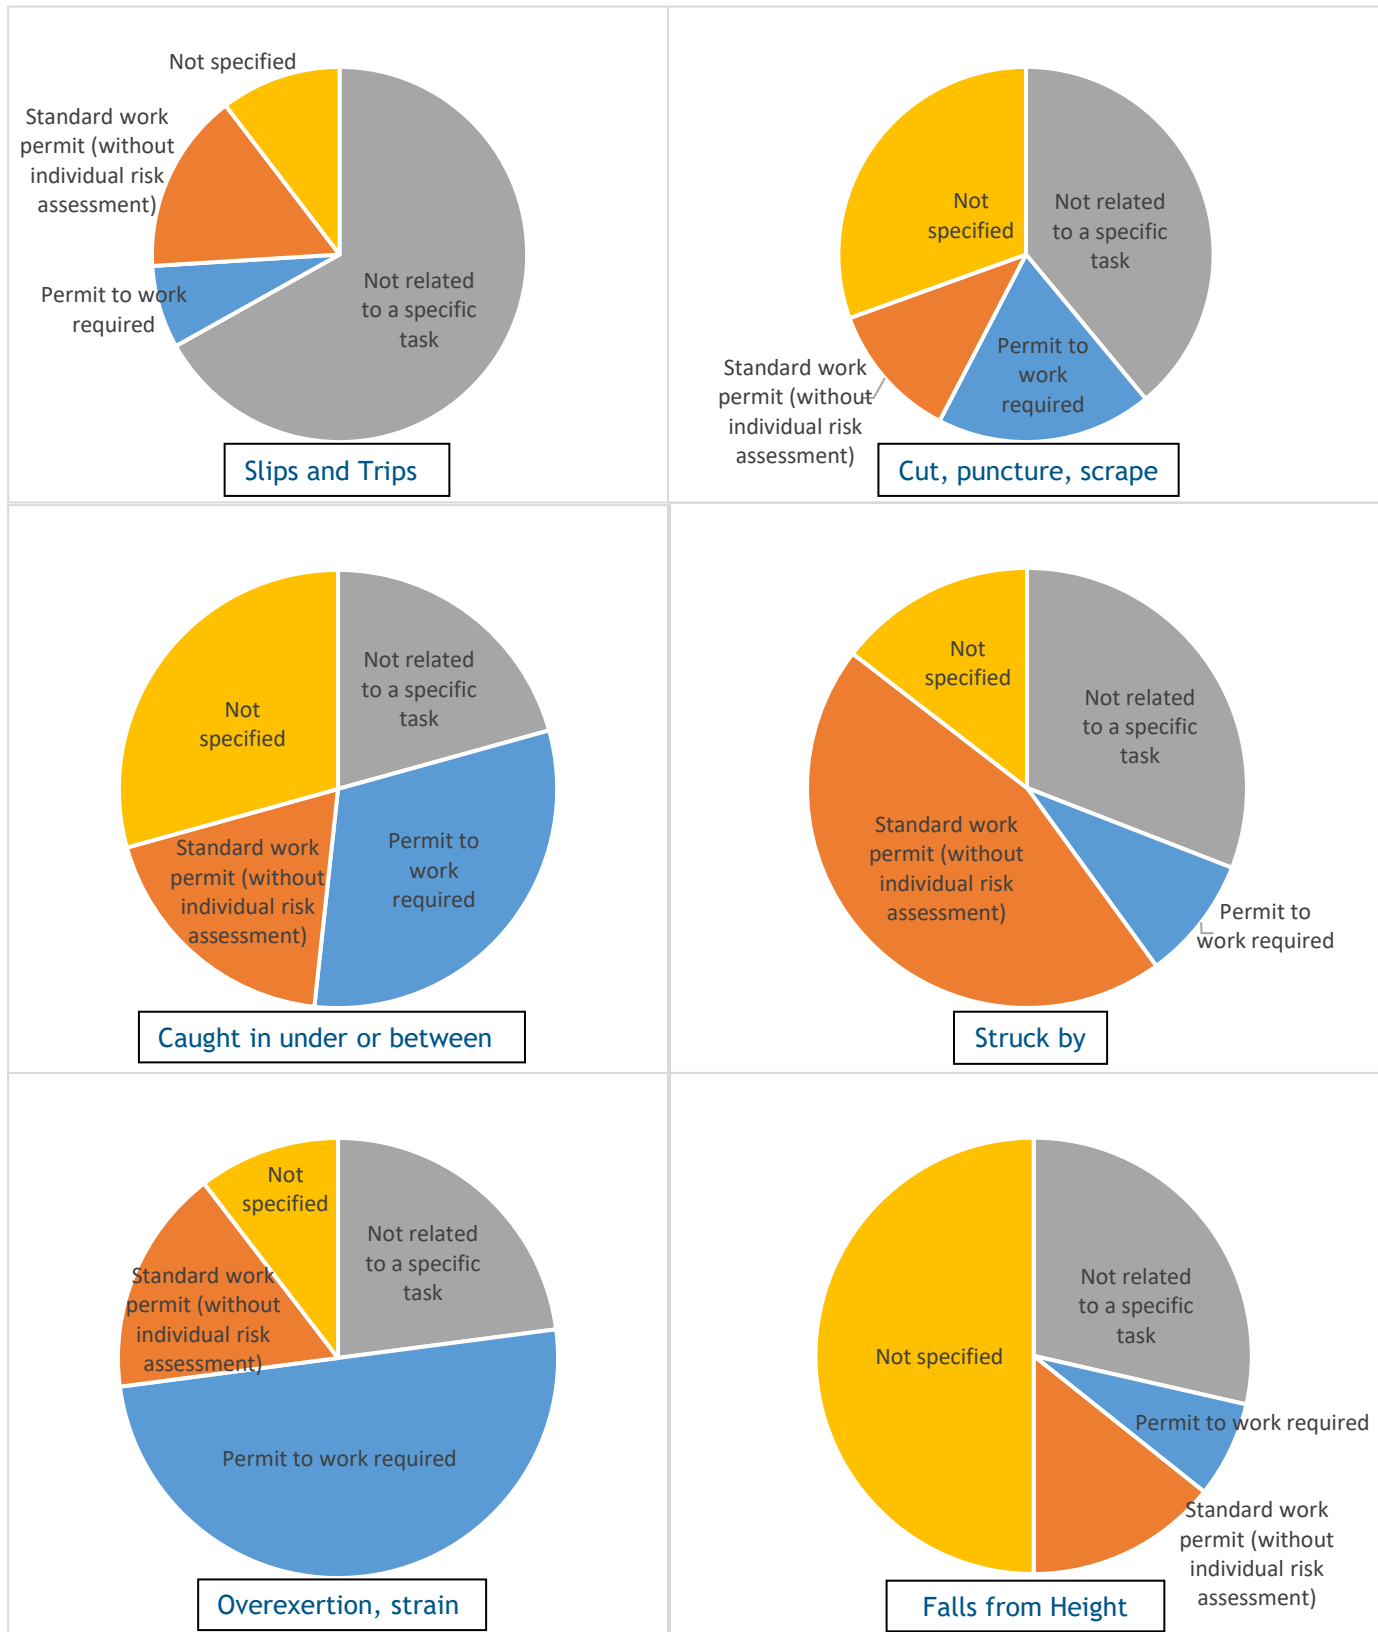 Not specified
Standard work
permit (without
individual risk
assessment)
Permit to work
required
Not related
to a specific
task
Slips and Trips
Not
specified
Not related
to a specific
task
Permit to
work
required
Standard work
permit (without
individual risk
assessment)
Cut, puncture, scrape
Not related
to a specific
task
Not
specified
Permit to
work
required
Standard work
permit (without
individual risk
assessment)
Caught in under or between
Not
specified
Not related
to a specific
task
Standard work
permit (without
individual risk
assessment)
Permit to
work required
Struck by
Not
specified
Not related
to a specific
task
Standard work
permit (without
individual risk
assessment)
Permit to work required
Overexertion, strain
Not related
to a specific
task
Not specified
Permit to work required
Standard work
permit (without
individual risk
assessment)
Falls from Height